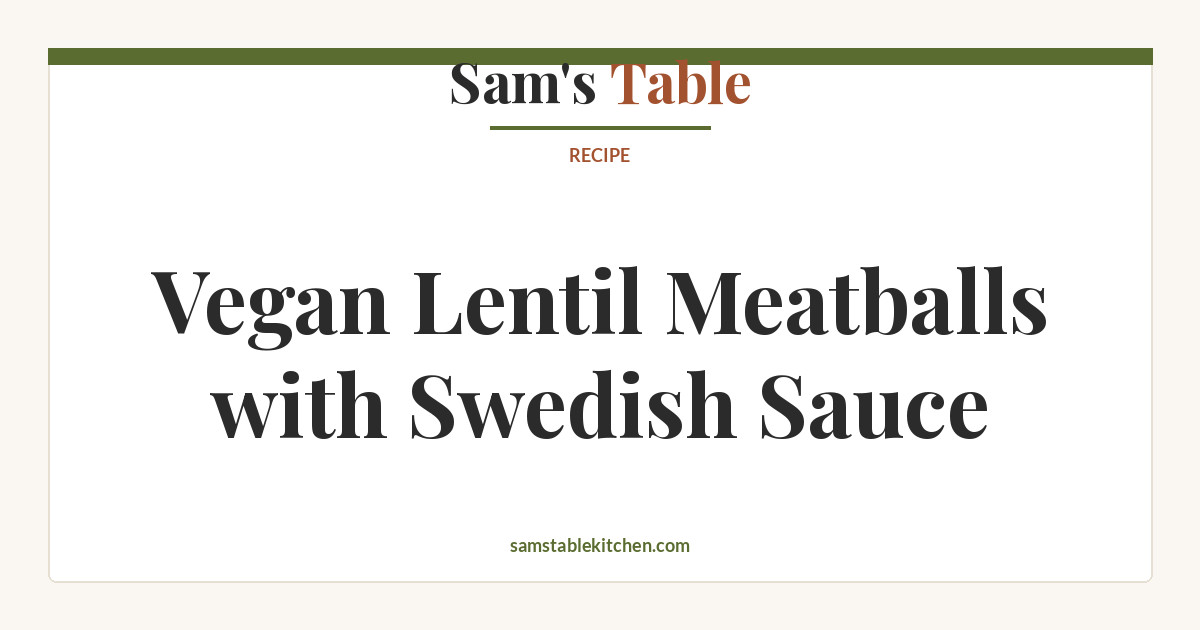 Sam's Table
RECIPE
Vegan Lentil Meatballs
with Swedish Sauce
samstablekitchen.com